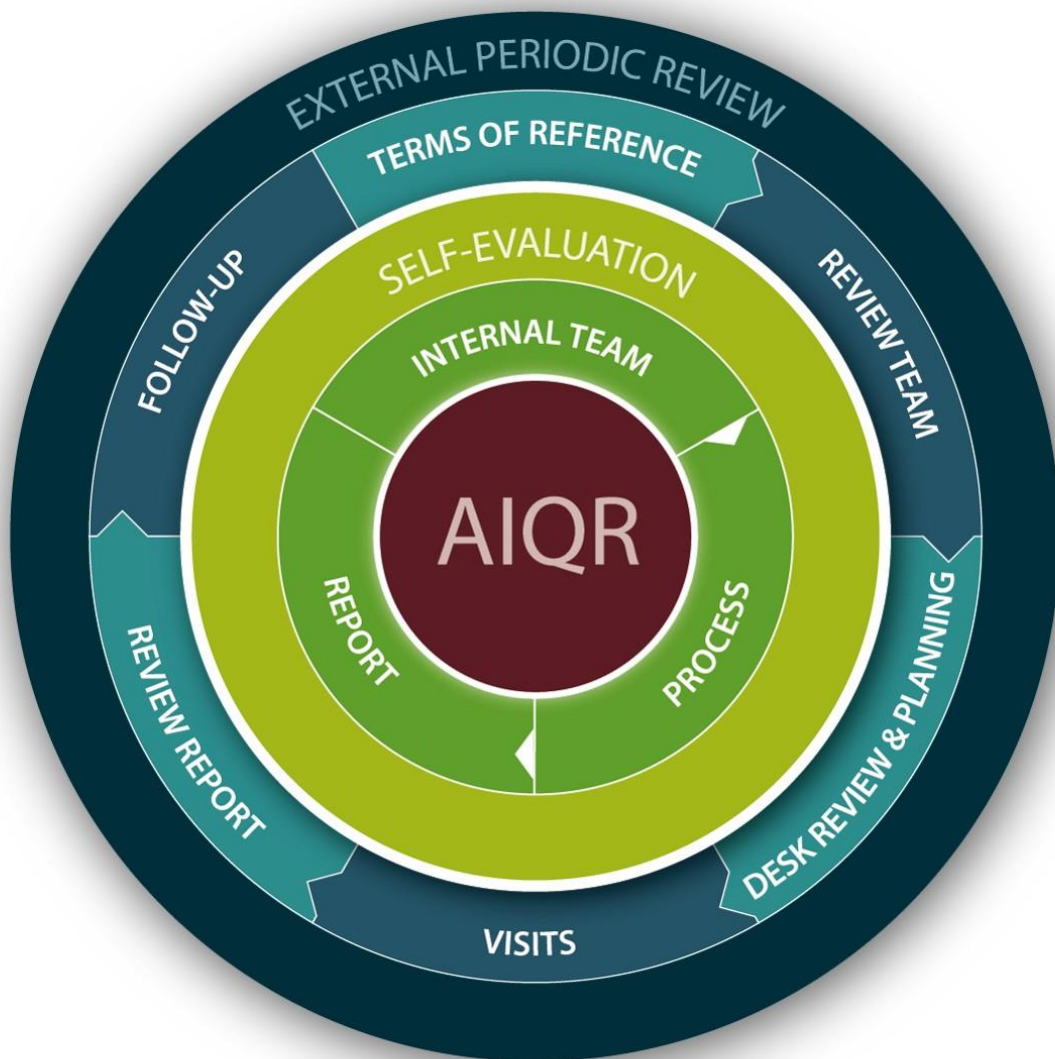 EXTERNAL PERIODIC REVIEW
TERMS OF REFERENCE
REVIEW TEAM
DESK REVIEW & PLANNING
VISITS
REVIEW REPORT
FOLLOW-UP
SELF-EVALUATION
INTERNAL TEAM
PROCESS
REPORT
AIQR